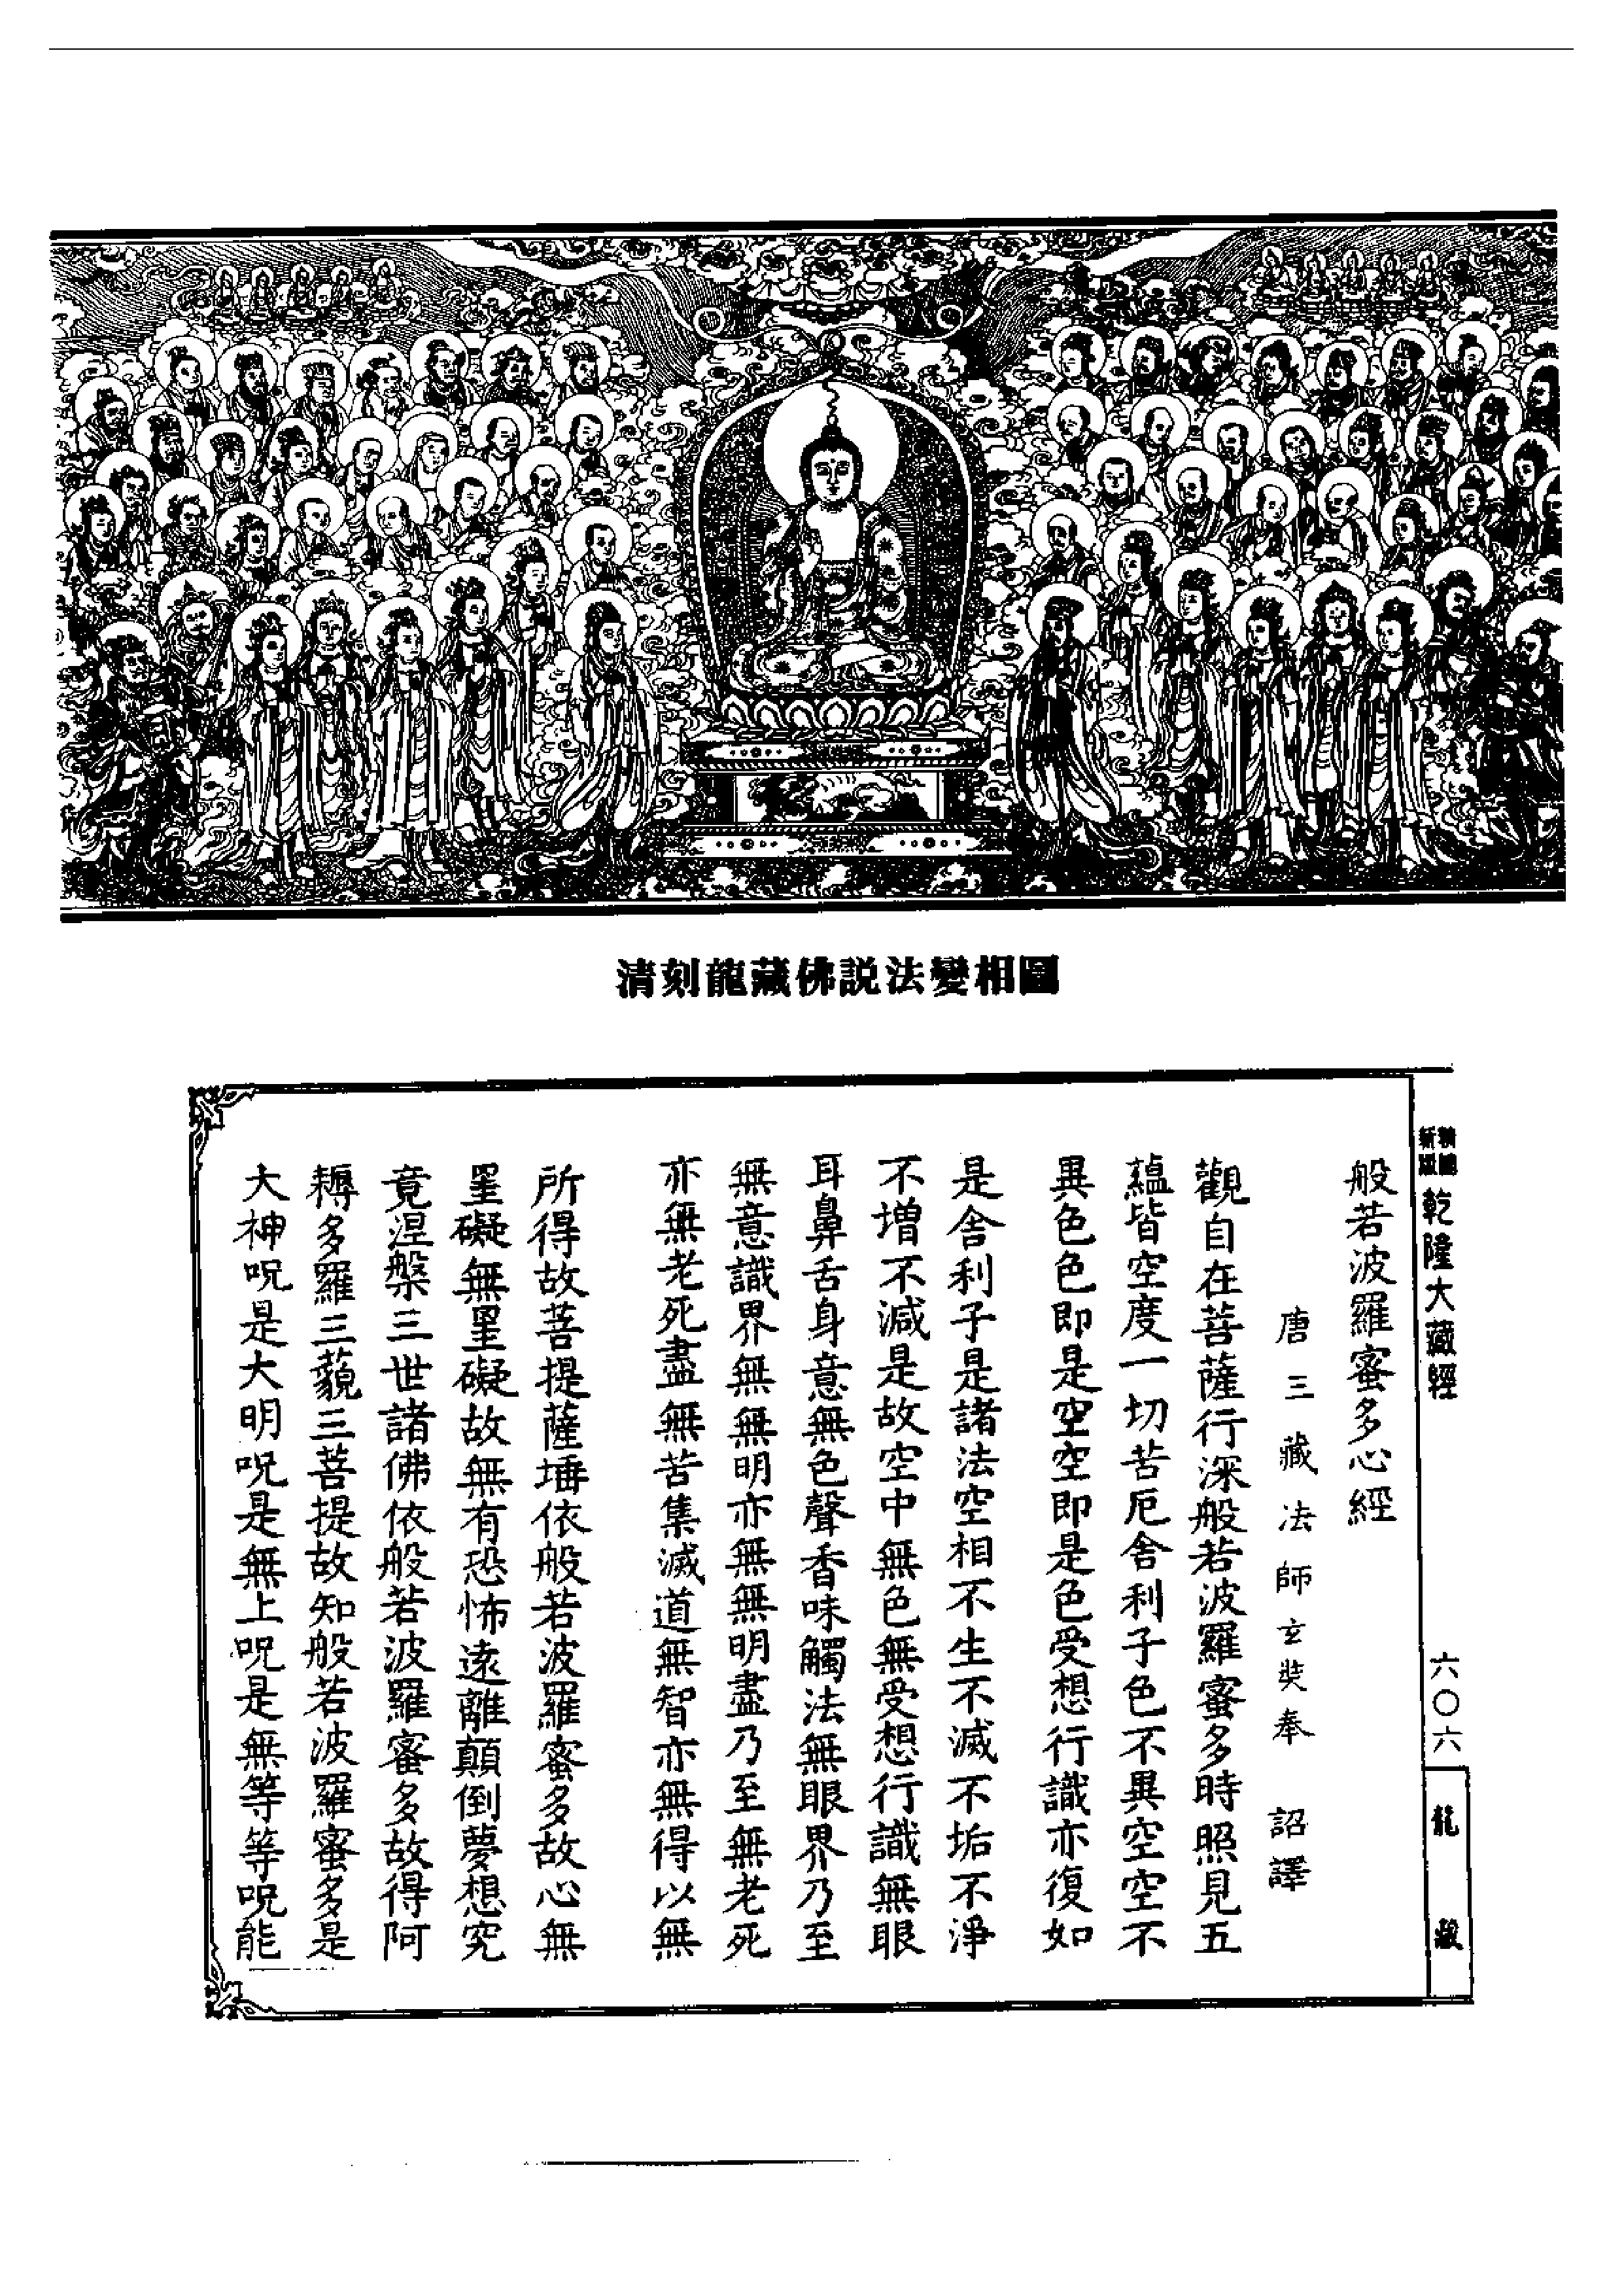 清刻龍藏佛説法變相圖
新編
乾隆大藏經
六〇六
龍藏
般若波羅蜜多心經
唐三藏法師玄奘奉 詔譯
觀自在菩薩行深般若波羅蜜多時照見五
蘊皆空度一切苦厄舍利子色不異空空不
異色色即是空空即是色受想行識亦復如
是舍利子是諸法空相不生不滅不垢不淨
不增不減是故空中無色無受想行識無眼
耳鼻舌身意無色聲香味觸法無眼界乃至
無意識界無無明亦無無明盡乃至無老死
亦無老死盡無苦集滅道無智亦無得以無
所得故菩提薩埵依般若波羅蜜多故心無
罣礙無罣礙故無有恐怖遠離顛倒夢想究
竟涅槃三世諸佛依般若波羅蜜多故得阿
耨多羅三藐三菩提故知般若波羅蜜多是
大神呪是大明呪是無上呪是無等等呪能